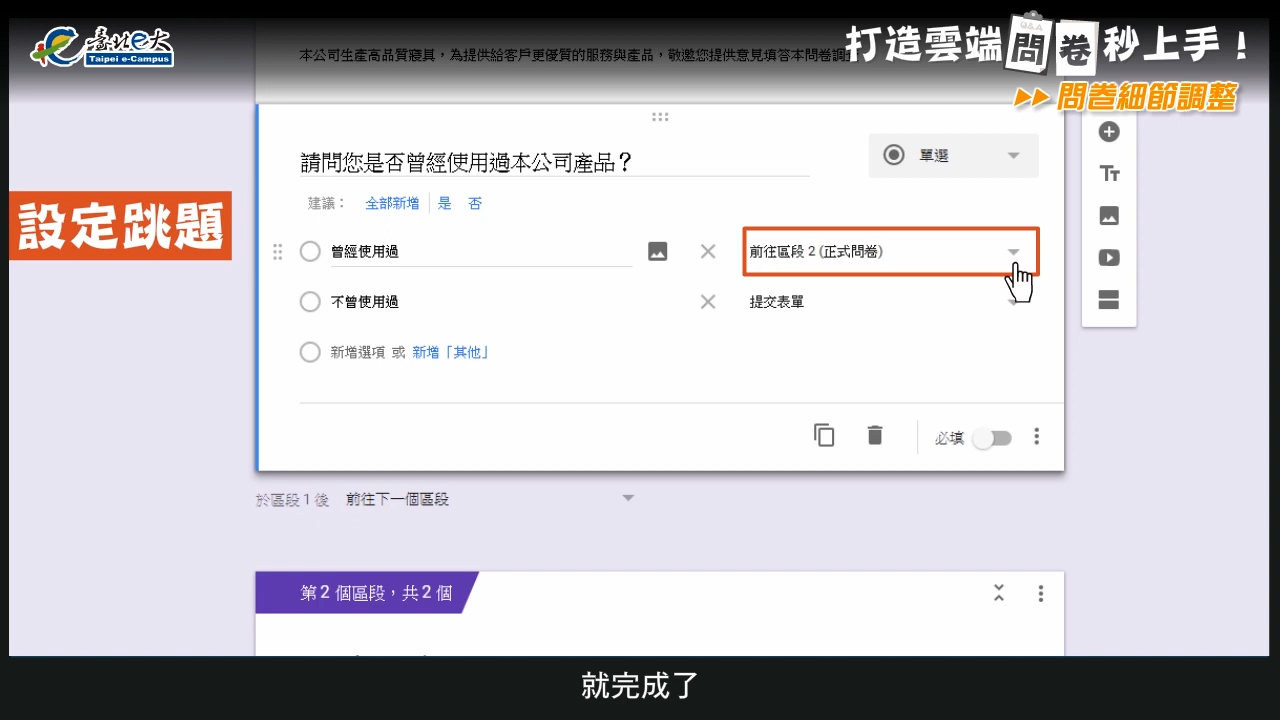 臺北e大
Taipei e-Campus
打造雲端問卷秒上手！
Q&A
問卷細節調整
本公司生產高品質寢具，為提供給客戶更優質的服務與產品，敬邀您提供意見填答本問卷調
設定跳題
請問您是否曾經使用過本公司產品？
單選
建議：
全部新增
是
否
曾經使用過
前往區段 2 (正式問卷)
不曾使用過
提交表單
新增選項 或 新增「其他」
必填
於區段 1 後 前往下一個區段
第 2 個區段，共 2 個
就完成了